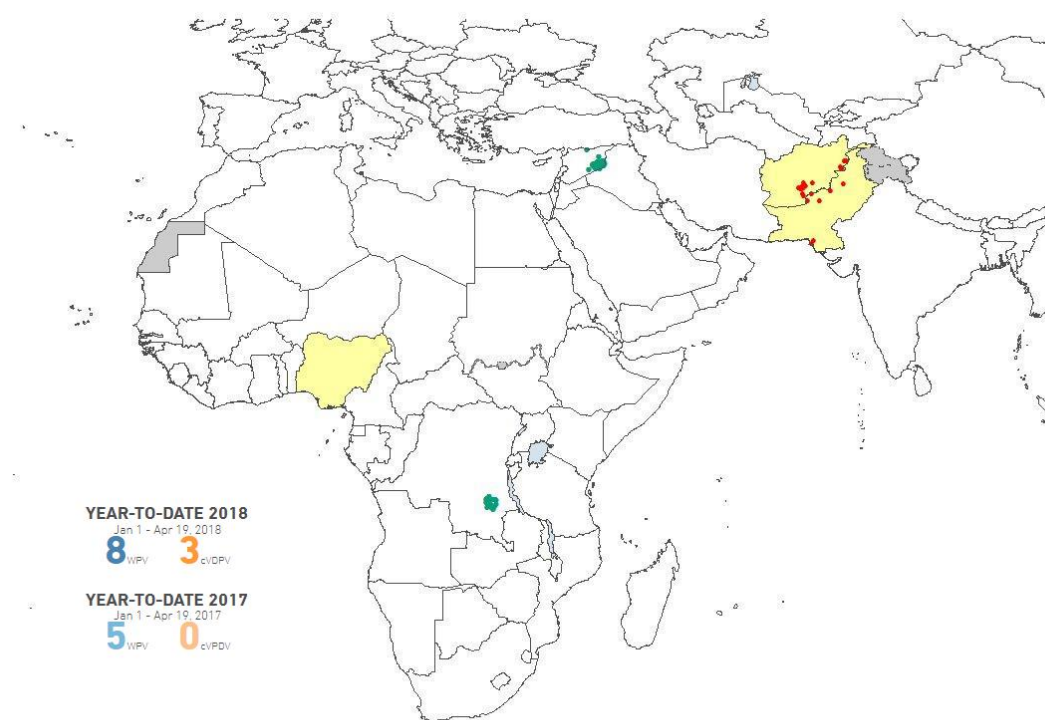 YEAR-TO-DATE 2018
Jan 1 - Apr 19, 2018
8 WPV 3 cVDPV
YEAR-TO-DATE 2017
Jan 1 - Apr 19, 2017
5 WPV 0 cVPDV